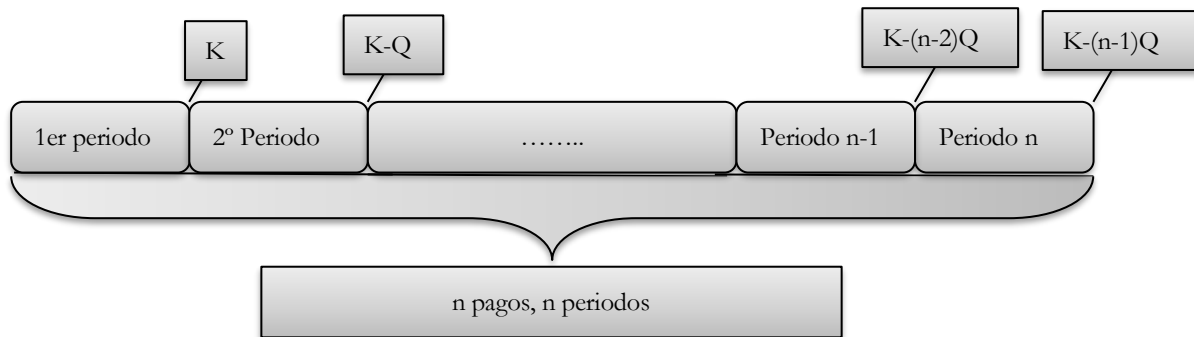 K
K-Q
K-(n-2)Q
K-(n-1)Q
1er periodo
2º Periodo
……..
Periodo n-1
Periodo n
n pagos, n periodos